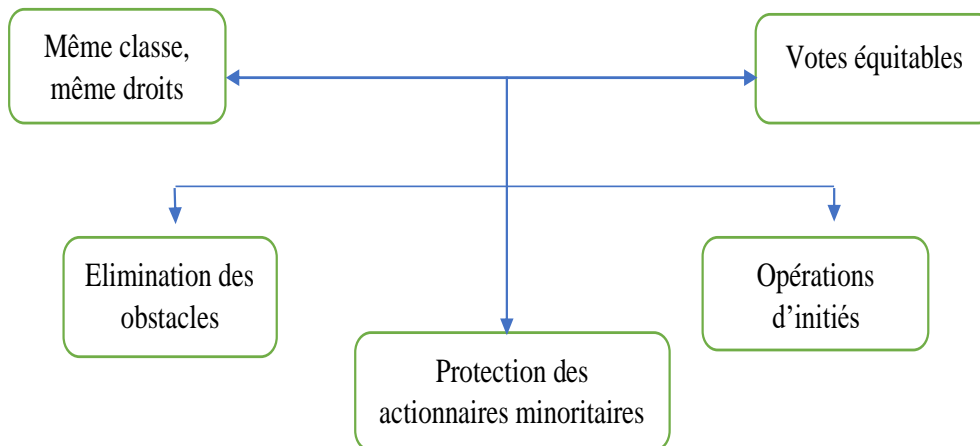 Même classe,
même droits
Votes équitables
Elimination des
obstacles
Opérations
d’initiés
Protection des
actionnaires minoritaires